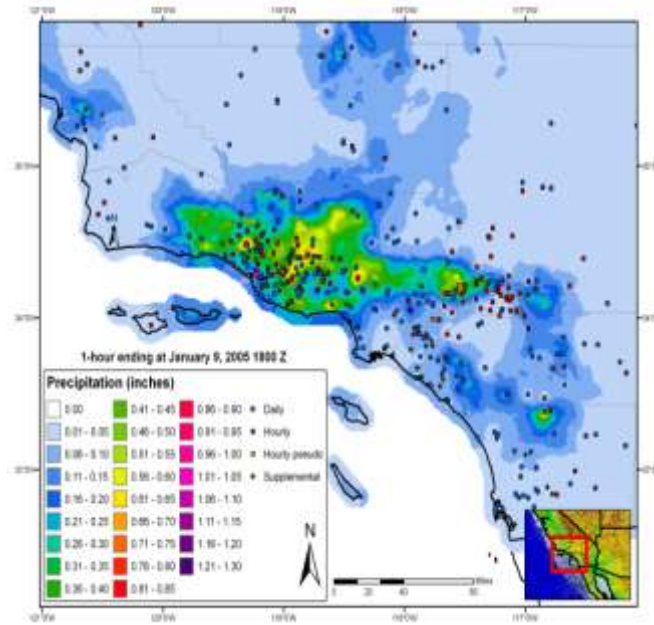 1-hour ending at January 9, 2005 1800 Z
Precipitation (inches)
0.00
0.01 - 0.05
0.06 - 0.10
0.11 - 0.15
0.16 - 0.20
0.21 - 0.25
0.26 - 0.30
0.31 - 0.35
0.36 - 0.40
0.41 - 0.45
0.46 - 0.50
0.51 - 0.55
0.56 - 0.60
0.61 - 0.65
0.66 - 0.70
0.71 - 0.75
0.76 - 0.80
0.81 - 0.85
0.86 - 0.90
0.91 - 0.95
0.96 - 1.00
1.01 - 1.05
1.06 - 1.10
1.11 - 1.15
1.16 - 1.20
1.21 - 1.30
Daily
Hourly
Hourly pseudo
Supplemental
N
Miles